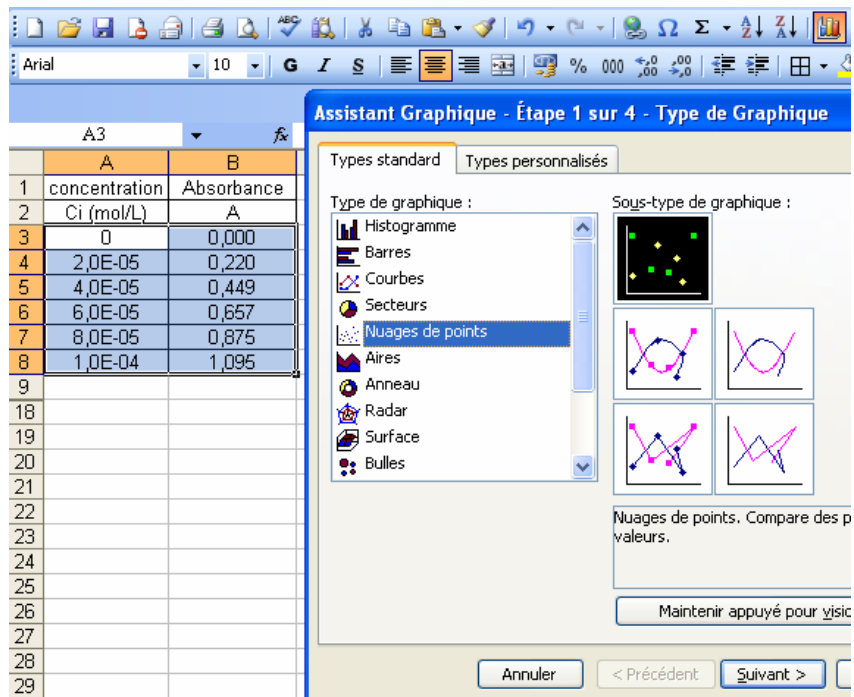 ABC
Σ
Ω
A
Z
Z
A
Arial
10
G I S
% 000 ,00 ,00
A3
fx
A B
1 concentration Absorbance
2 Ci (mol/L) A
3 0 0,000
4 2,0E-05 0,220
5 4,0E-05 0,449
6 6,0E-05 0,657
7 8,0E-05 0,875
8 1,0E-04 1,095
9
18
19
20
21
22
23
24
25
26
27
28
29
Assistant Graphique - Étape 1 sur 4 - Type de Graphique
Types standard Types personnalisés
Type de graphique :
Histogramme
Barres
Courbes
Secteurs
Nuages de points
Aires
Anneau
Radar
Surface
Bulles
Sous-type de graphique :
Nuages de points. Compare des p
valeurs.
Maintenir appuyé pour visio
Annuler < Précédent Suivant >